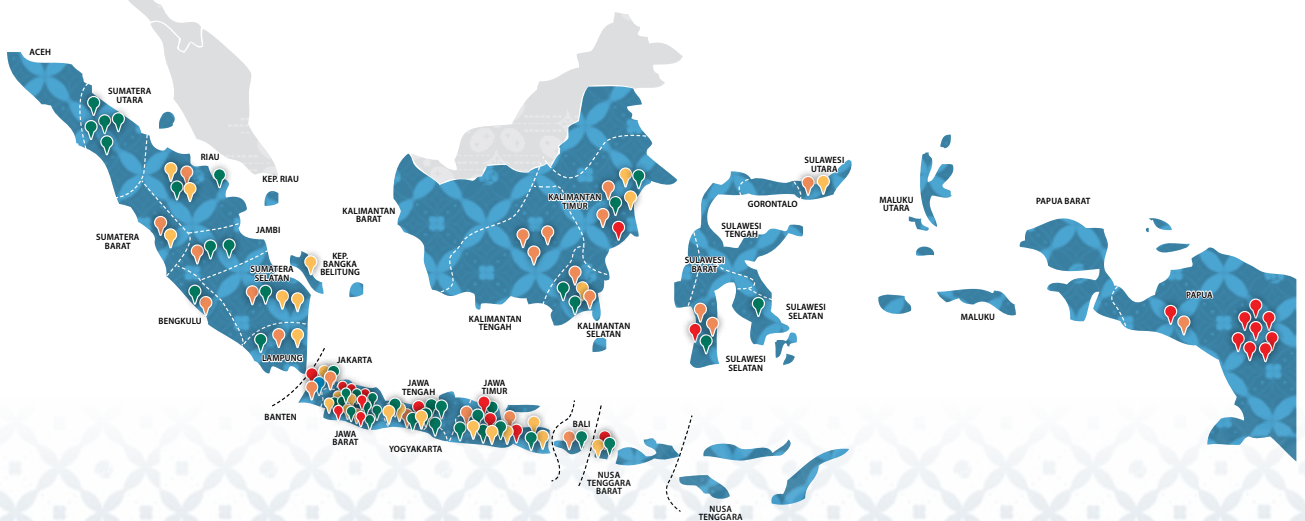 ACEH
SUMATERA
UTARA
RIAU
KEP. RIAU
SUMATERA
BARAT
JAMBI
KEP.
BANGKA
BELITUNG
SUMATERA
SELATAN
BENGKULU
LAMPUNG
JAKARTA
BANTEN
JAWA
BARAT
JAWA
TENGAH
YOGYAKARTA
JAWA
TIMUR
BALI
NUSA
TENGGARA
BARAT
NUSA
TENGGARA
KALIMANTAN
BARAT
KALIMANTAN
TIMUR
KALIMANTAN
TENGAH
KALIMANTAN
SELATAN
SULAWESI
UTARA
GORONTALO
SULAWESI
TENGAH
SULAWESI
BARAT
SULAWESI
SELATAN
SULAWESI
SELATAN
MALUKU
UTARA
MALUKU
PAPUA BARAT
PAPUA